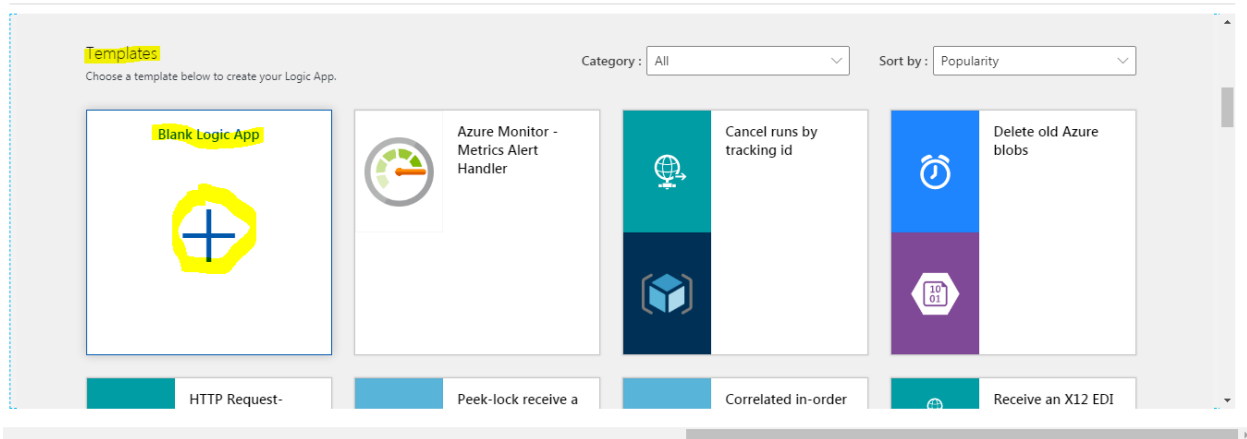 Templates
Choose a template below to create your Logic App.
Category : All
Sort by : Popularity
Blank Logic App
Azure Monitor -
Metrics Alert
Handler
Cancel runs by
tracking id
Delete old Azure
blobs
10
01
HTTP Request-
Peek-lock receive a
Correlated in-order
Receive an X12 EDI